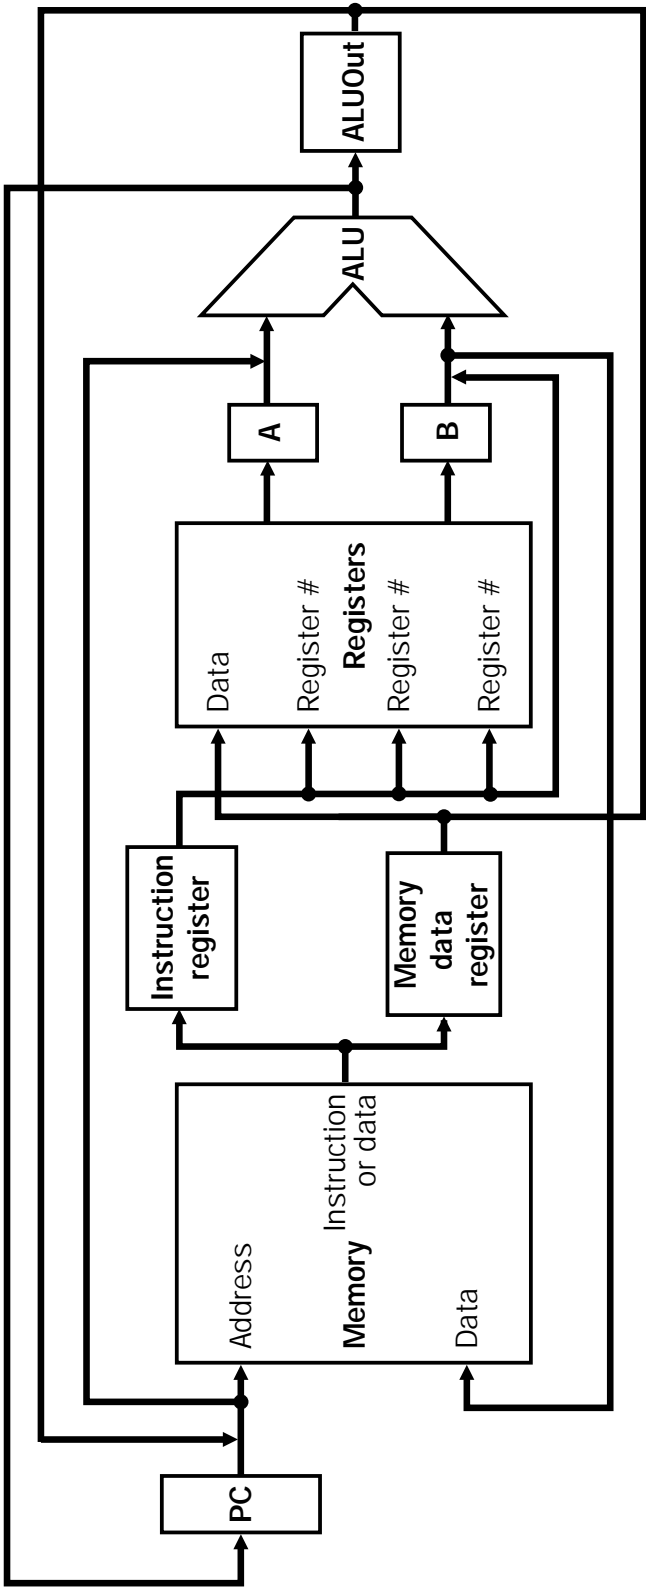 PC
Address
Memory
Data
Instruction
or data
Instruction
register
Memory
data
register
Data
Register #
Registers
Register #
Register #
A
B
ALU
ALUOut